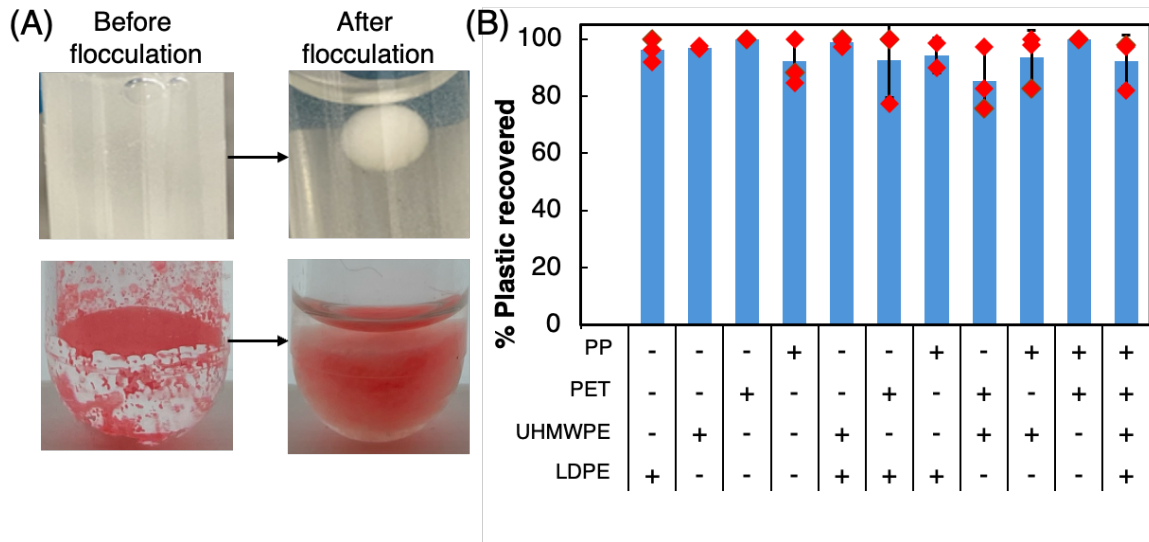 (A)
Before
flocculation
After
flocculation
(B)
% Plastic recovered
100
80
60
40
20
0
PP - - - + - - + - + + +
PET - - + - - + - + - + +
UHMWPE - + - - + - - + + - +
LDPE + - - - + + + - - - +